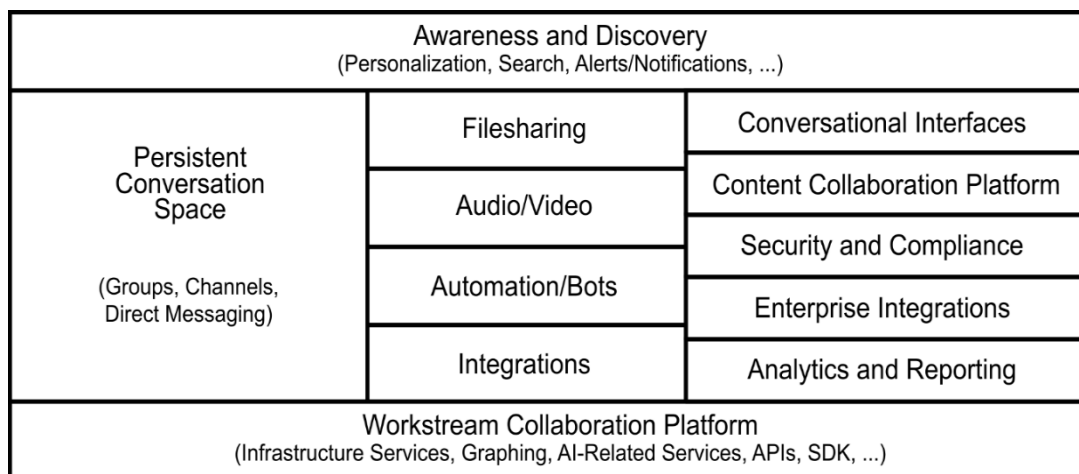 Awareness and Discovery
(Personalization, Search, Alerts/Notifications, ...)
Persistent
Conversation
Space
(Groups, Channels,
Direct Messaging)
Filesharing
Audio/Video
Automation/Bots
Integrations
Conversational Interfaces
Content Collaboration Platform
Security and Compliance
Enterprise Integrations
Analytics and Reporting
Workstream Collaboration Platform
(Infrastructure Services, Graphing, AI-Related Services, APIs, SDK, ...)